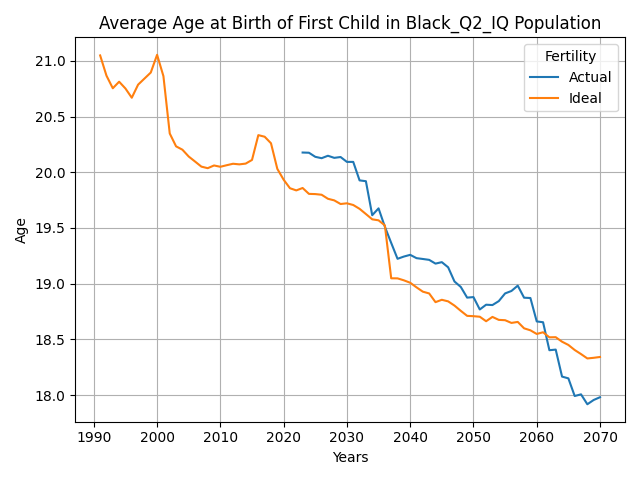 Average Age at Birth of First Child in Black_Q2_IQ Population
Fertility
Actual
Ideal
Age
21.0
20.5
20.0
19.5
19.0
18.5
18.0
1990 2000 2010 2020 2030 2040 2050 2060 2070
Years